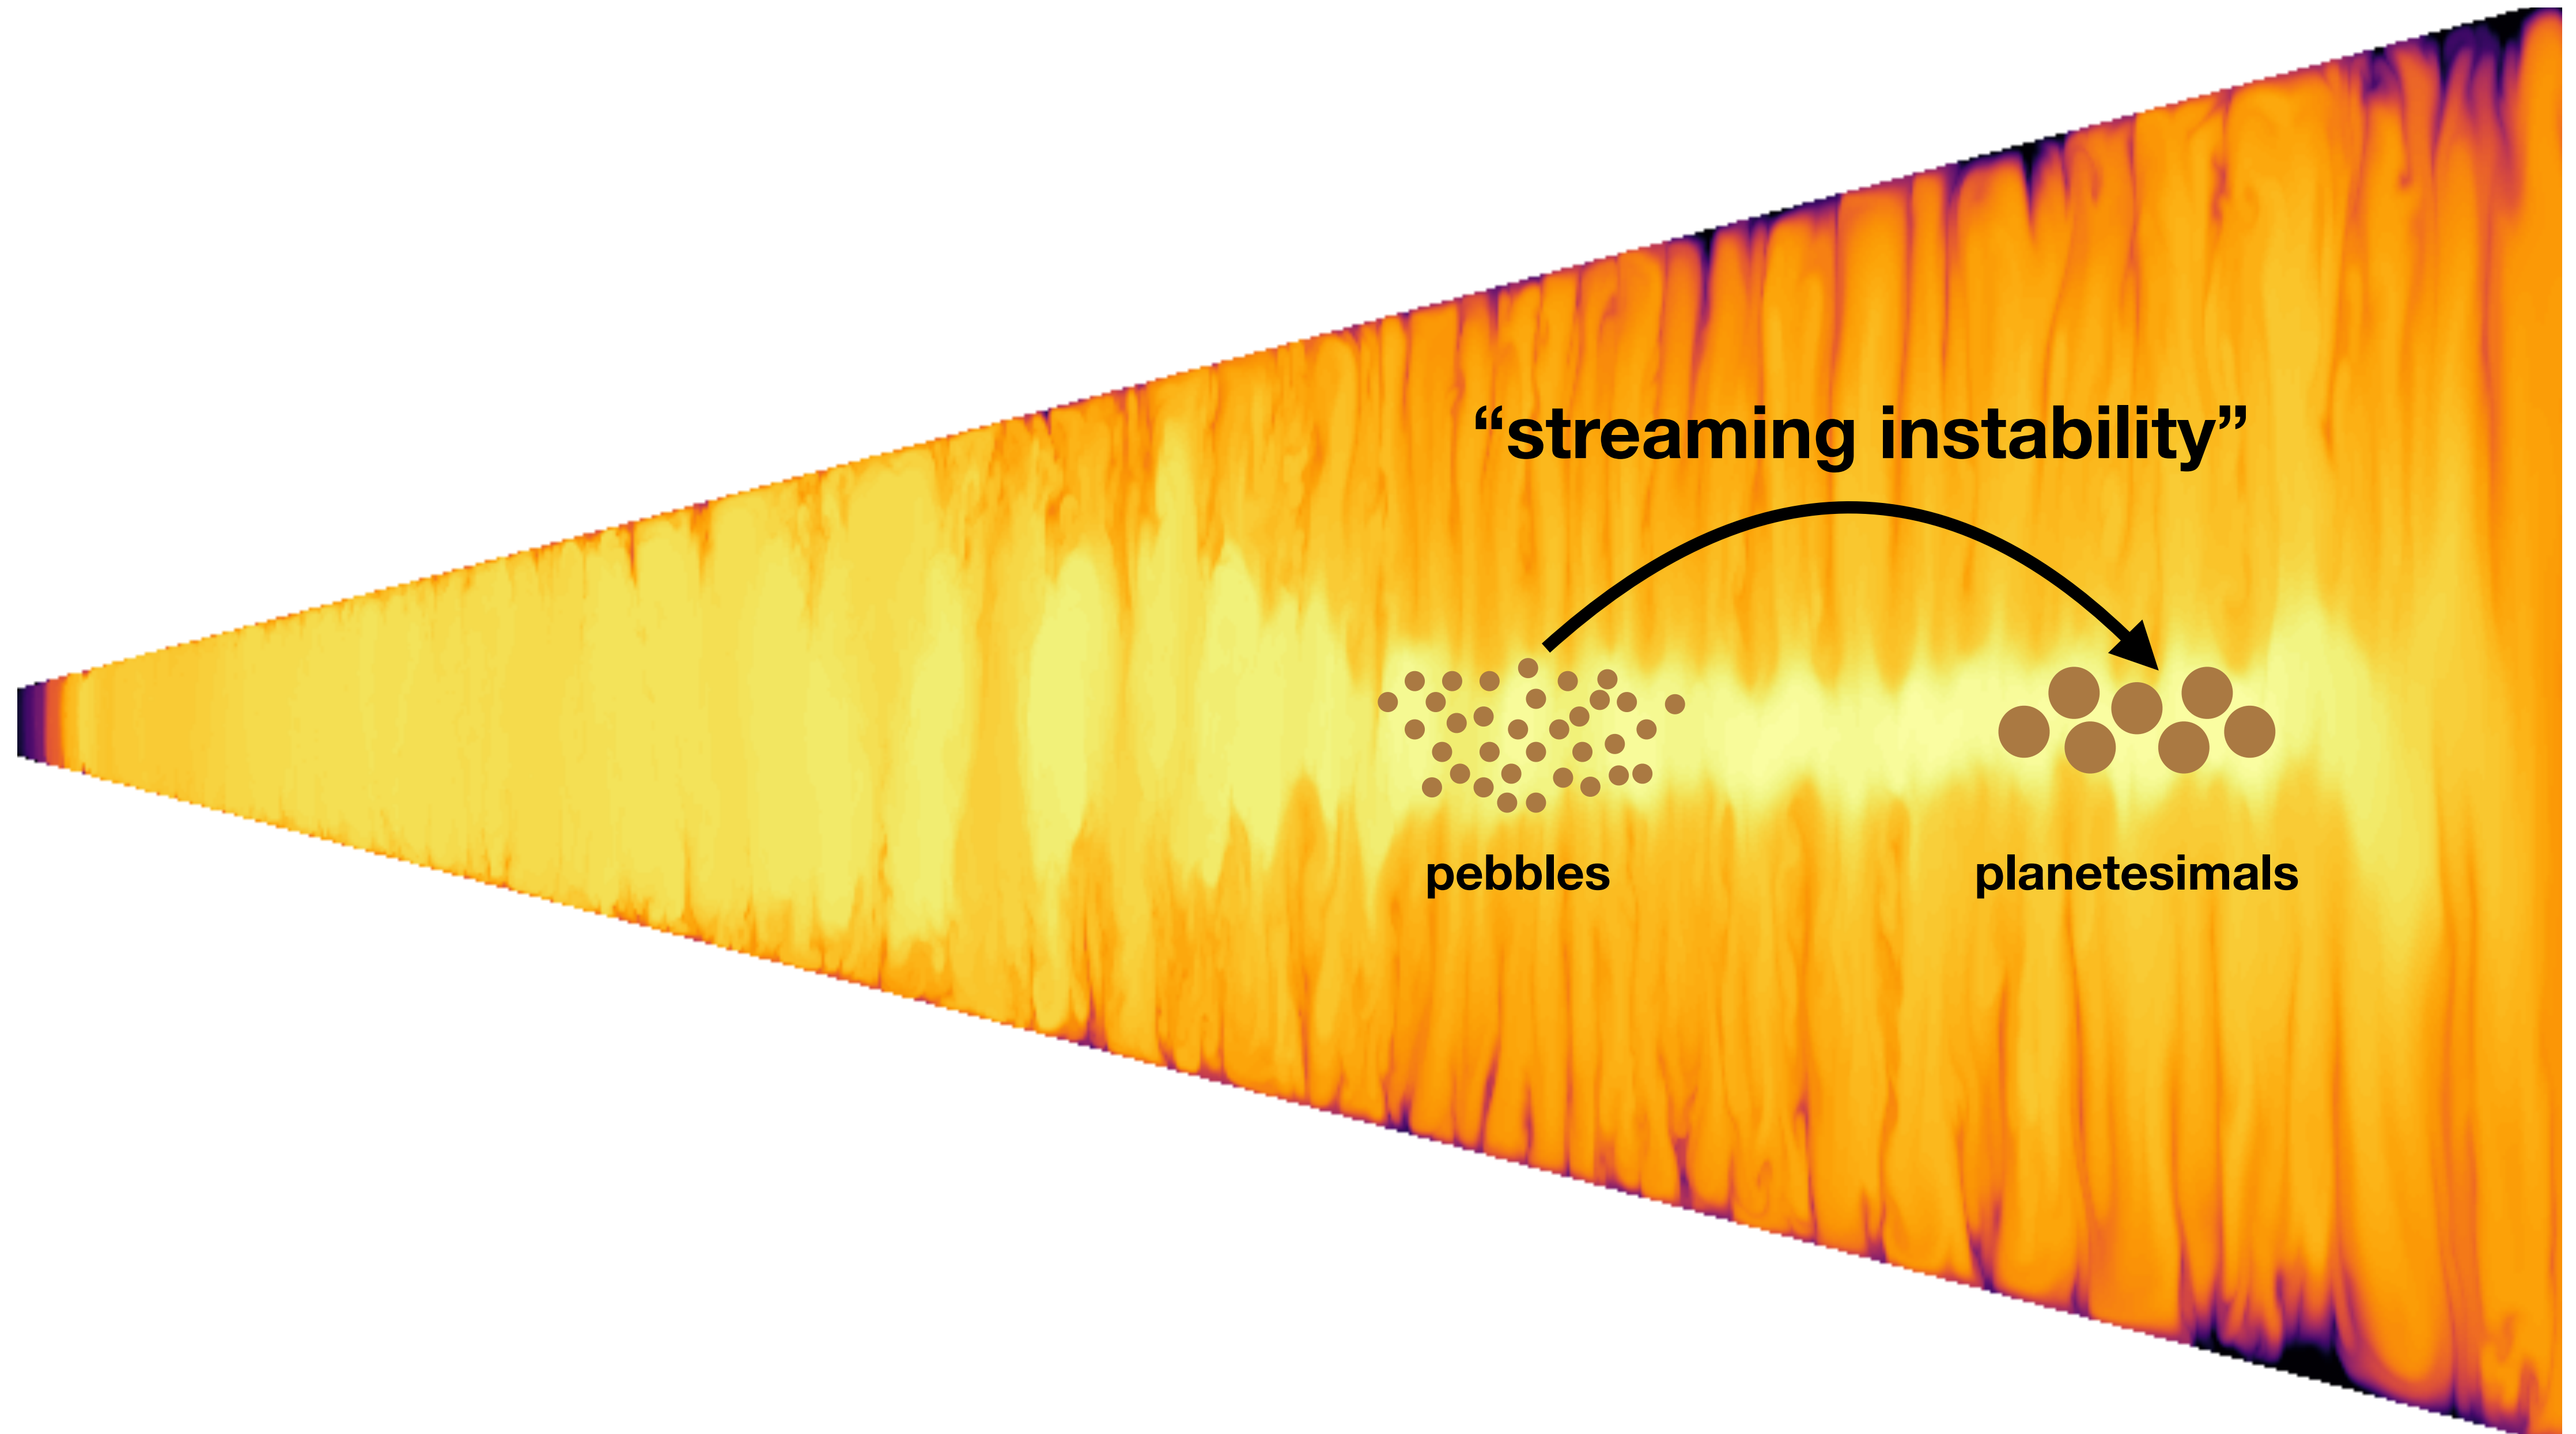 “streaming instability”
pebbles
planetesimals